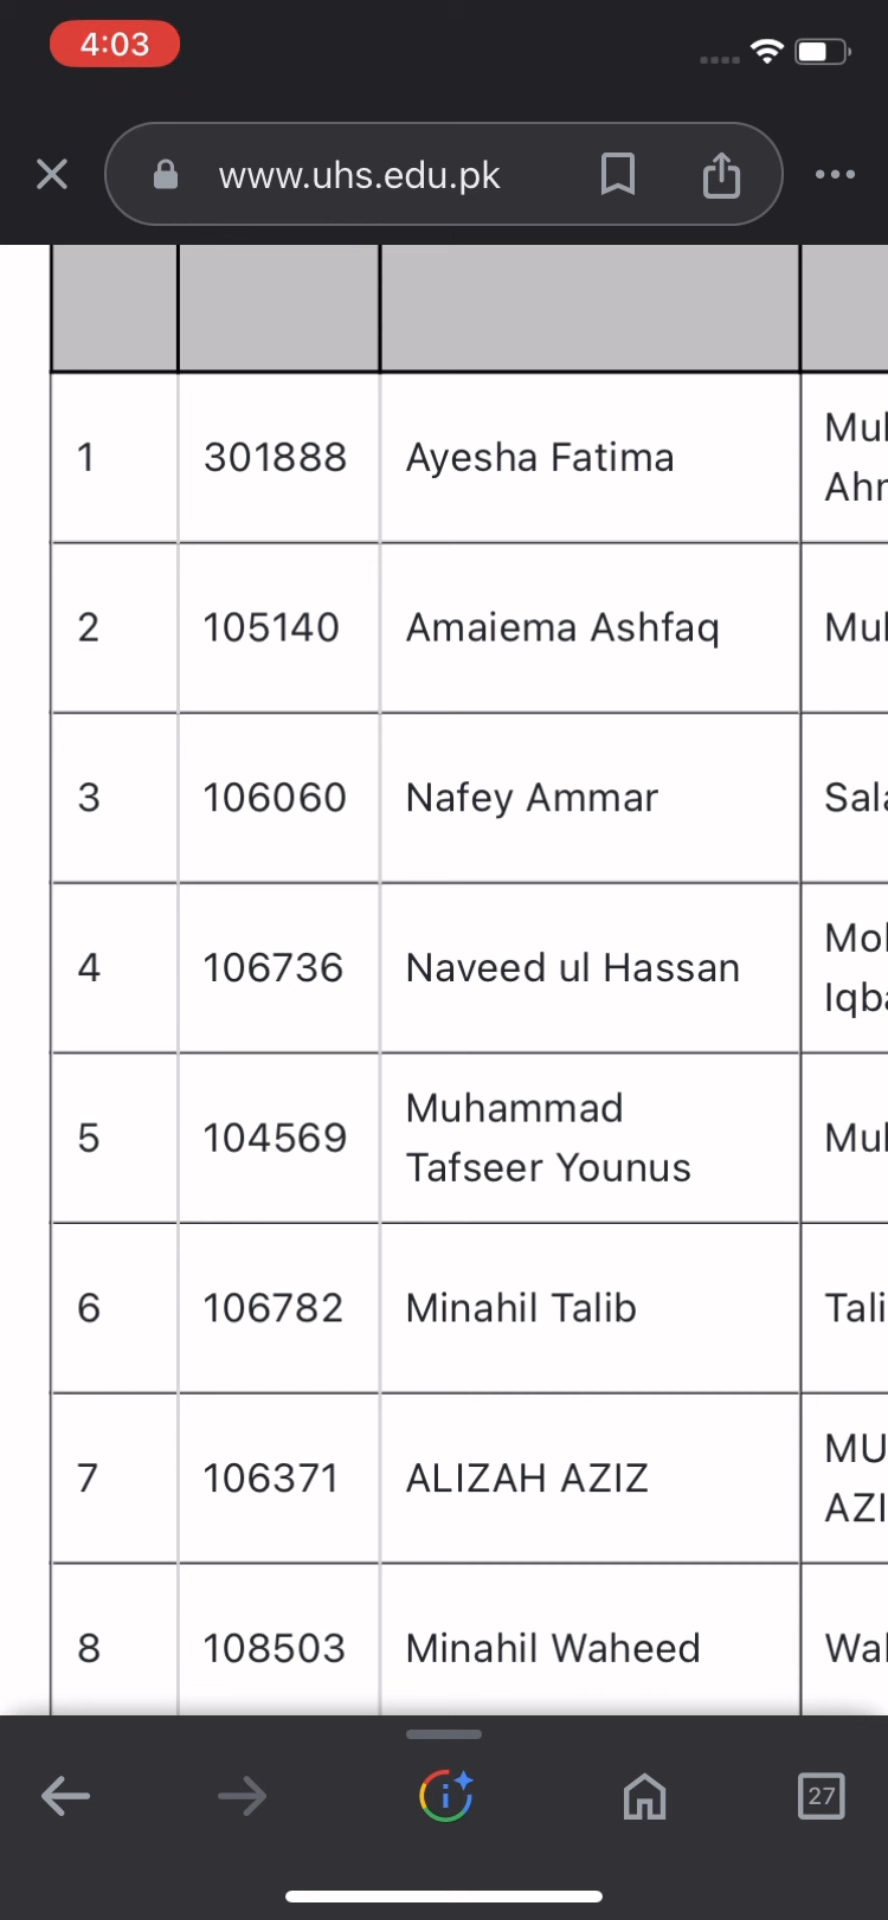 4:03
www.uhs.edu.pk
1 301888 Ayesha Fatima
2 105140 Amaiema Ashfaq
3 106060 Nafey Ammar
4 106736 Naveed ul Hassan
5 104569 Muhammad
Tafseer Younus
6 106782 Minahil Talib
7 106371 ALIZAH AZIZ
8 108503 Minahil Waheed
27